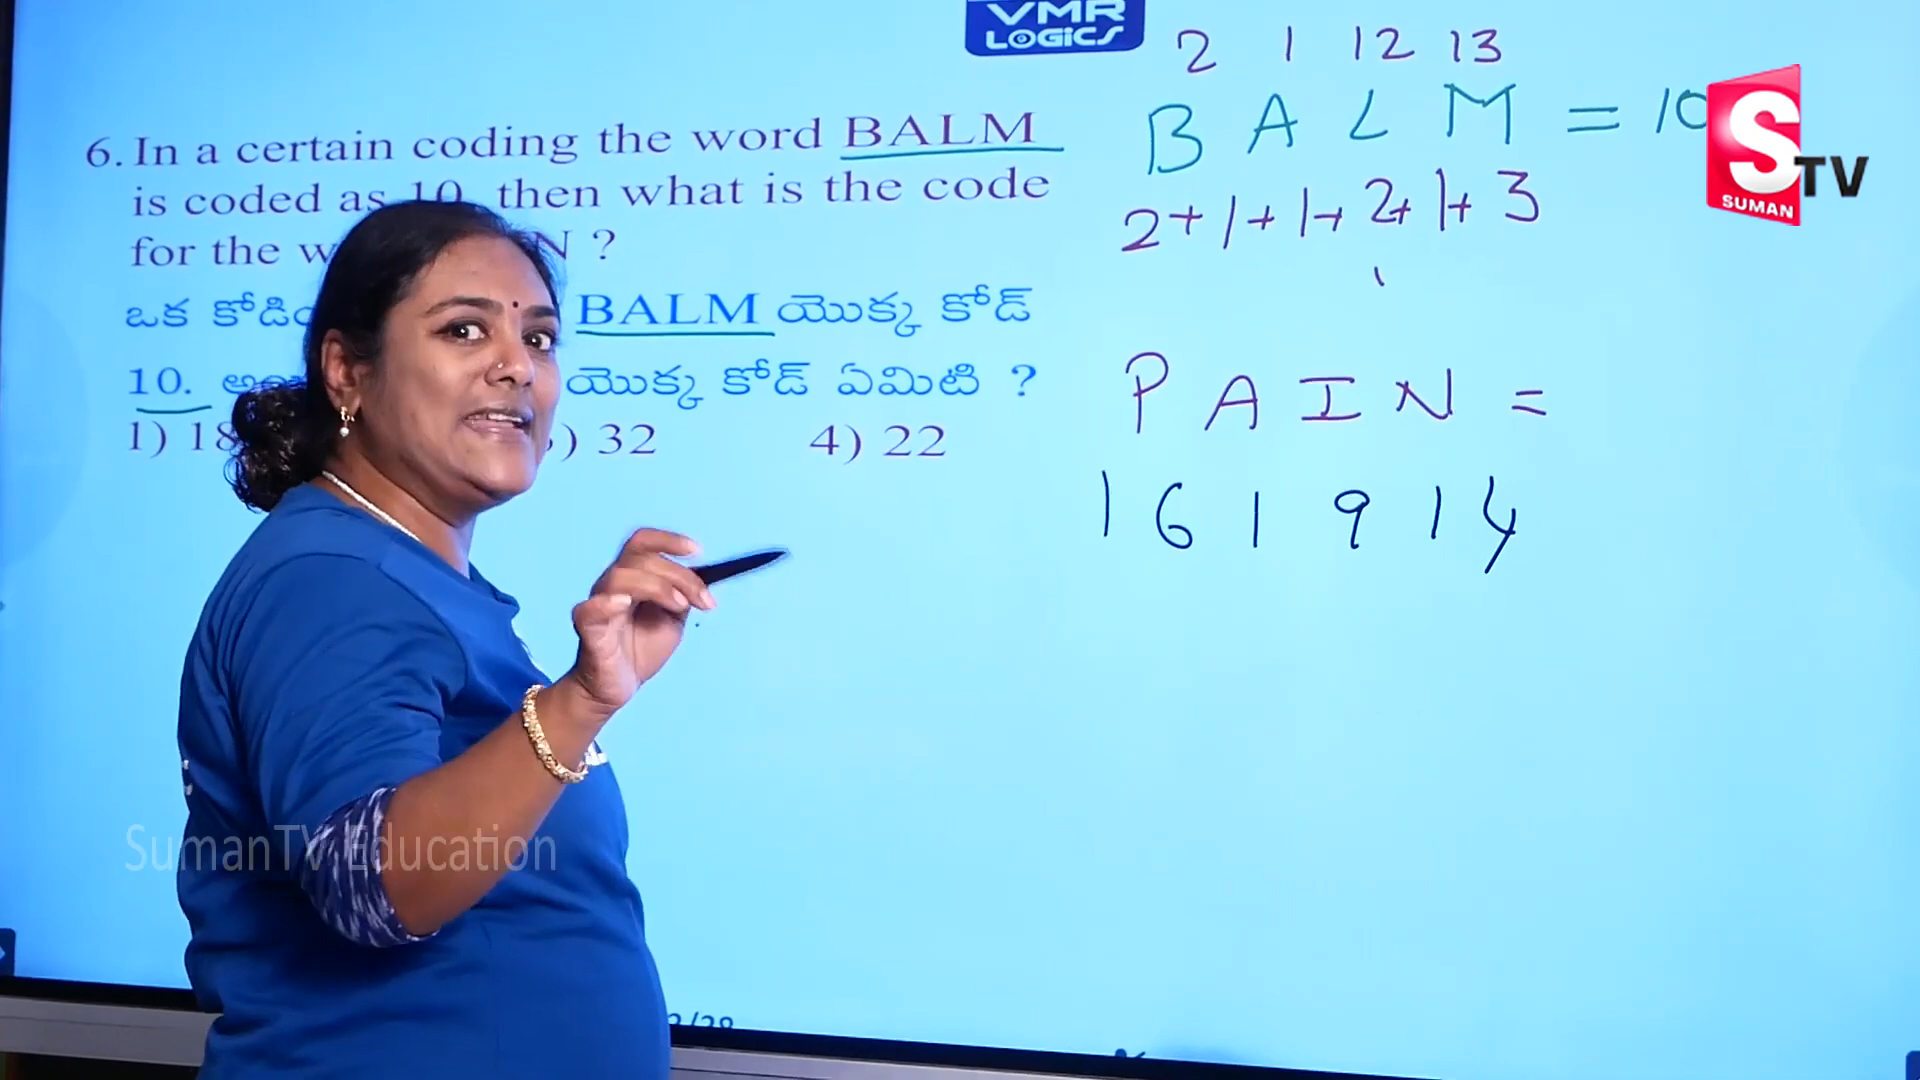 VMR
LOGICS
6. In a certain coding the word BALM
is coded as 10, then what is the code
for the ?
ఒక BALM యొక్క కోడ్
10. యొక్క కోడ్ ఏమిటి ?
1) 18 32 4) 22
2 1 12 13
B A L M = 10
2+1+1+2+1+3
P A I N =
1 6 1 9 1 4
S TV
SUMAN
SumanTV Education